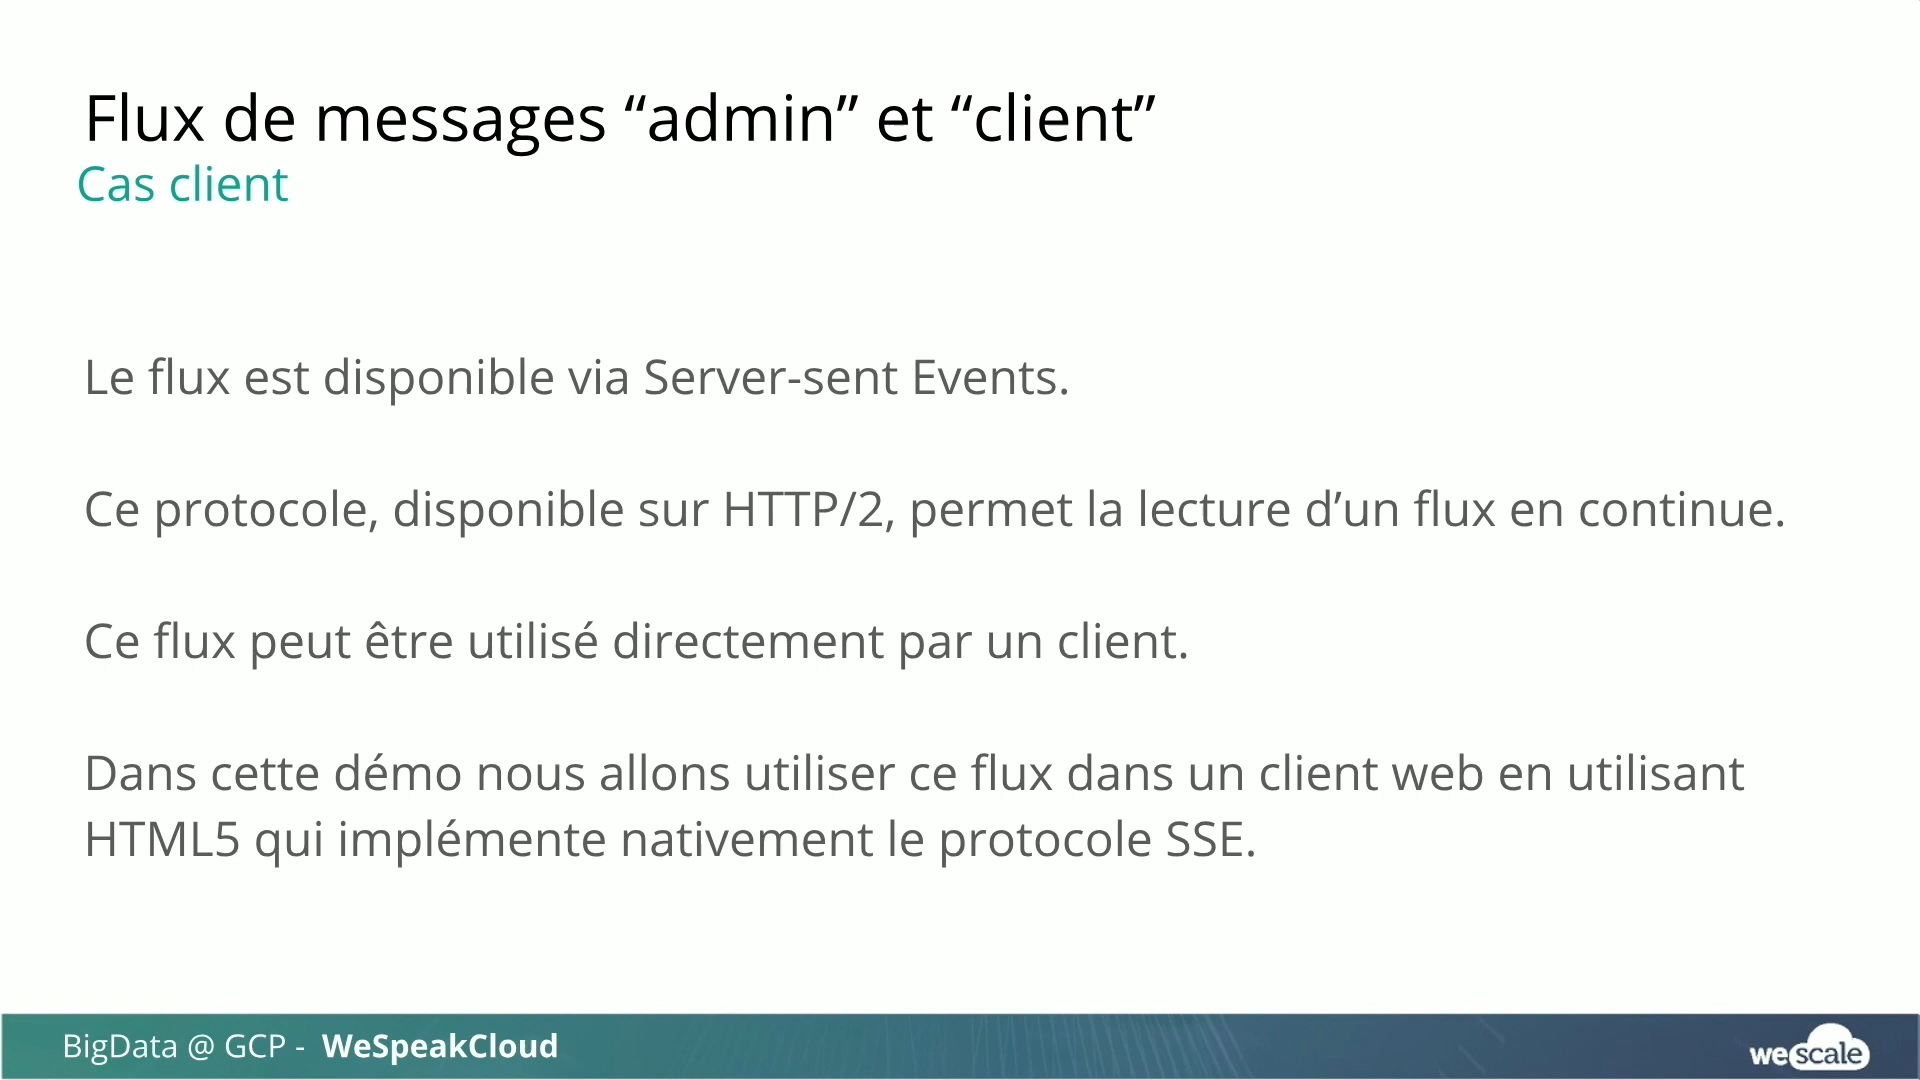 Flux de messages “admin” et “client”
Cas client
Le flux est disponible via Server-sent Events.
Ce protocole, disponible sur HTTP/2, permet la lecture d’un flux en continue.
Ce flux peut être utilisé directement par un client.
Dans cette démo nous allons utiliser ce flux dans un client web en utilisant
HTML5 qui implémente nativement le protocole SSE.
BigData @ GCP - WeSpeakCloud
wescale